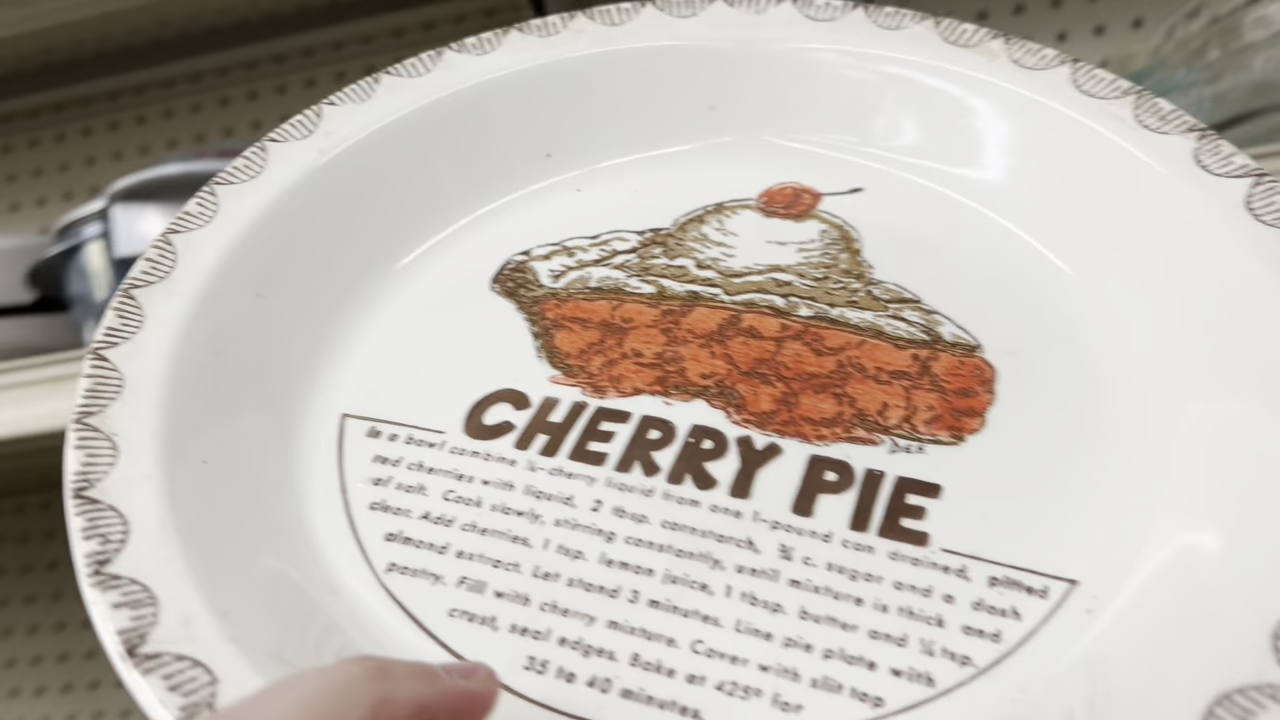 CHERRY PIE
In a bowl combine ¼-cherry liquid from one 1-pound can drained, pitted
red cherries with liquid, 2 tbsp. cornstarch, ¾ c. sugar and a dash
of salt. Cook slowly, stirring constantly, until mixture is thick and
clear. Add cherries, 1 tsp. lemon juice, 1 tbsp. butter and ¼ tsp.
almond extract. Let stand 3 minutes. Line pie plate with
pastry. Fill with cherry mixture. Cover with slit top
crust, seal edges. Bake at 425° for
35 to 40 minutes.